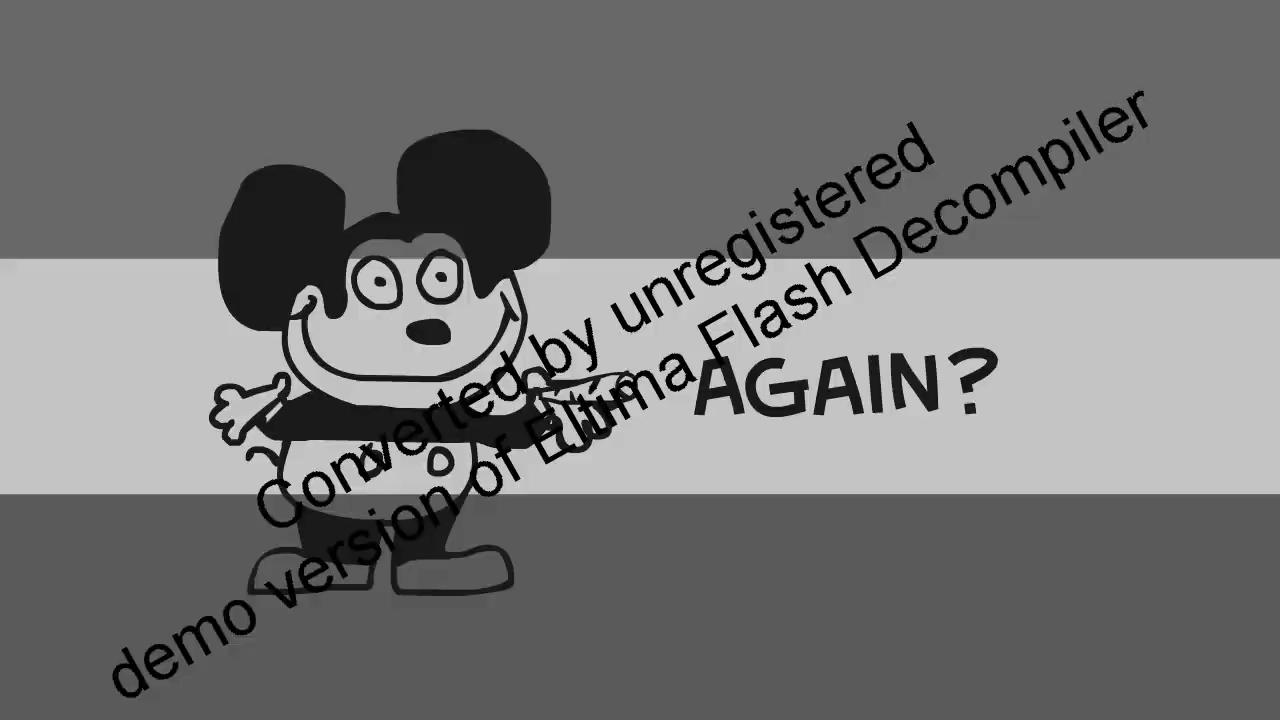 Converted by unregistered
demo version of Eltima Flash Decompiler
AGAIN?